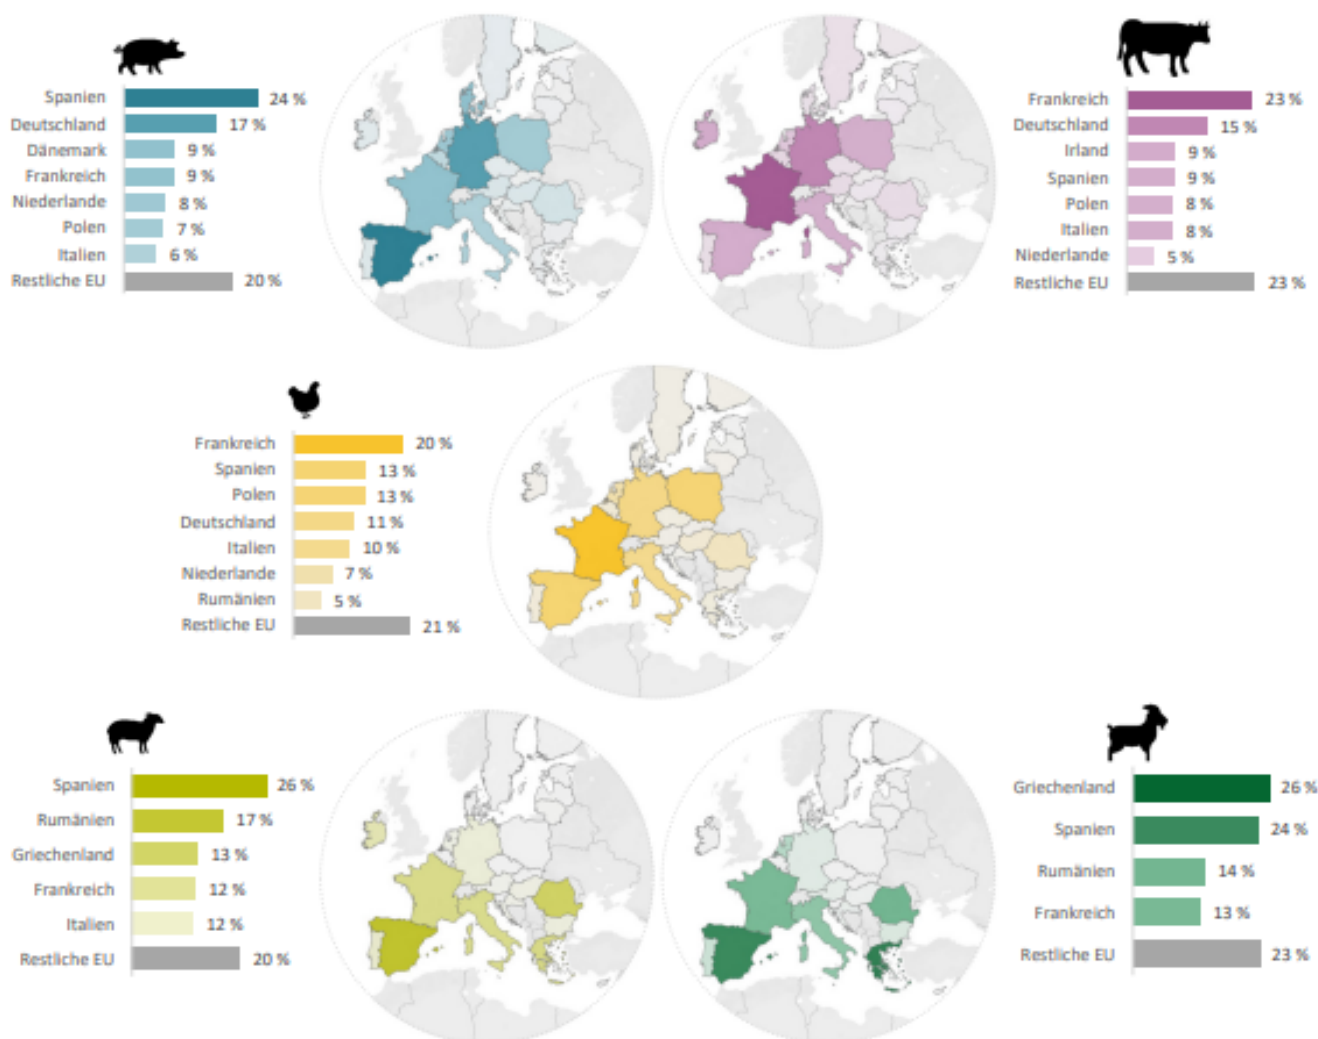 Spanien 24 %
Deutschland 17 %
Dänemark 9 %
Frankreich 9 %
Niederlande 8 %
Polen 7 %
Italien 6 %
Restliche EU 20 %
Frankreich 23 %
Deutschland 15 %
Irland 9 %
Spanien 9 %
Polen 8 %
Italien 8 %
Niederlande 5 %
Restliche EU 23 %
Frankreich 20 %
Spanien 13 %
Polen 13 %
Deutschland 11 %
Italien 10 %
Niederlande 7 %
Rumänien 5 %
Restliche EU 21 %
Spanien 26 %
Rumänien 17 %
Griechenland 13 %
Frankreich 12 %
Italien 12 %
Restliche EU 20 %
Griechenland 26 %
Spanien 24 %
Rumänien 14 %
Frankreich 13 %
Restliche EU 23 %